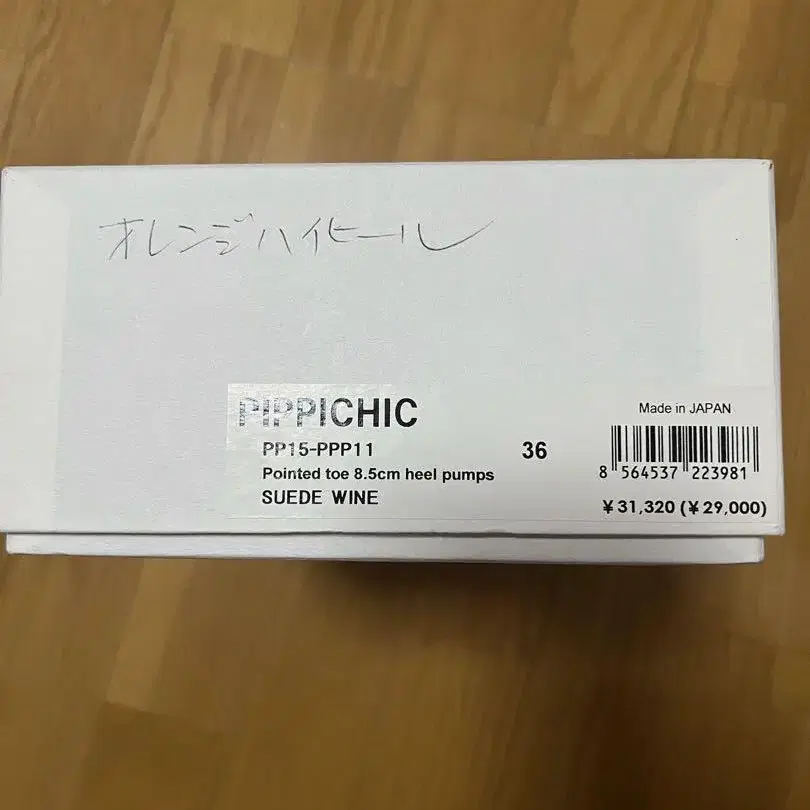 オレンジハイヒール
PIPPICHIC
PP15-PPP11
36
Pointed toe 8.5cm heel pumps
SUEDE WINE
Made in JAPAN
8 564537 223981
¥31,320 (¥29,000)